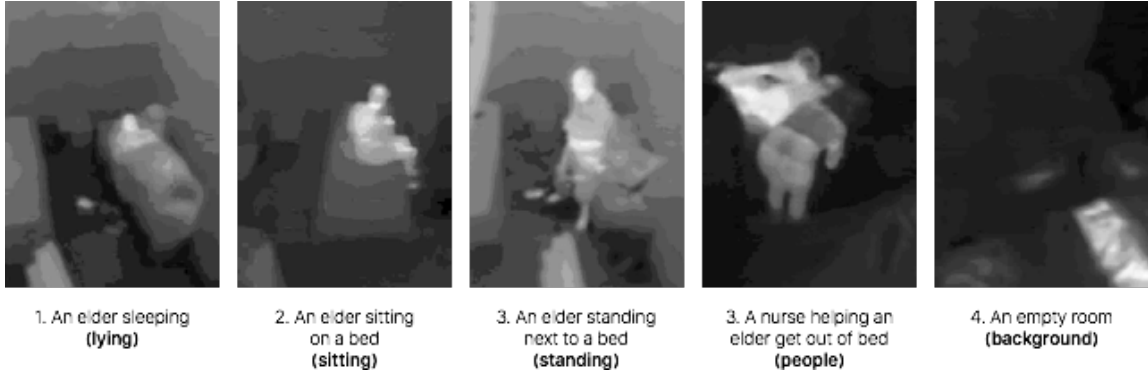 1. An elder sleeping
(lying)
2. An elder sitting
on a bed
(sitting)
3. An elder standing
next to a bed
(standing)
3. A nurse helping an
elder get out of bed
(people)
4. An empty room
(background)